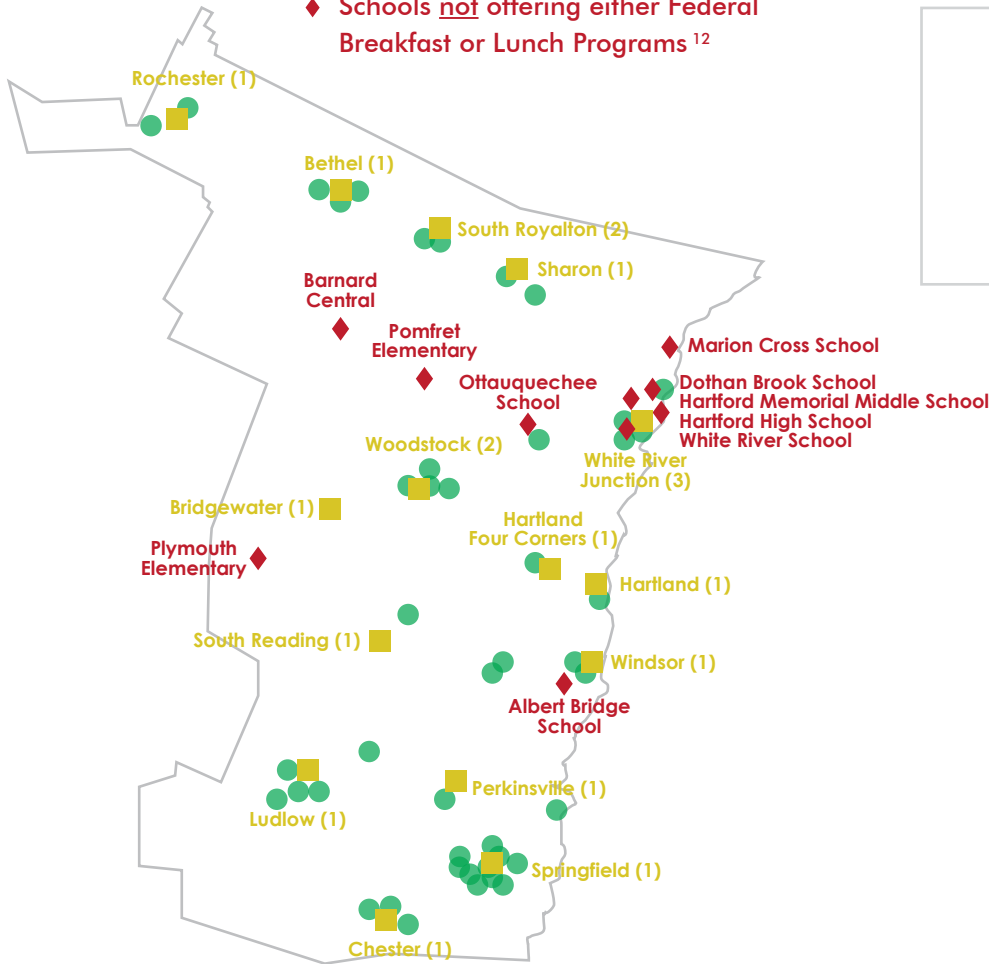 ♦ Schools not offering either Federal
Breakfast or Lunch Programs 12
Rochester (1)
Bethel (1)
South Royalton (2)
Sharon (1)
Barnard
Central
Pomfret
Elementary
Marion Cross School
Ottauquechee
School
Dothan Brook School
Hartford Memorial Middle School
Hartford High School
White River School
Woodstock (2)
White River
Junction (3)
Bridgewater (1)
Hartland
Four Corners (1)
Plymouth
Elementary
Hartland (1)
South Reading (1)
Windsor (1)
Albert Bridge
School
Perkinsville (1)
Ludlow (1)
Springfield (1)
Chester (1)